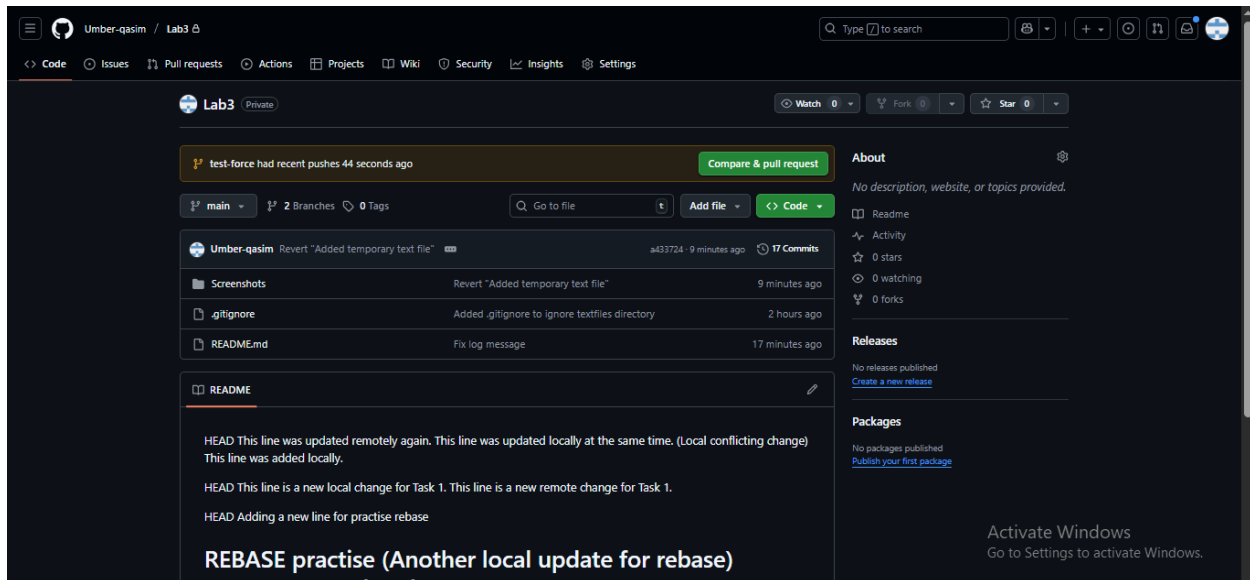 Umber-qasim / Lab3
Type / to search
Code Issues Pull requests Actions Projects Wiki Security Insights Settings
Lab3 Private
Watch 0 Fork 0 Star 0
test-force had recent pushes 44 seconds ago Compare & pull request
main 2 Branches 0 Tags Go to file t Add file Code
Umber-qasim Revert "Added temporary text file" a433724 · 9 minutes ago 17 Commits
Screenshots Revert "Added temporary text file" 9 minutes ago
.gitignore Added .gitignore to ignore textfiles directory 2 hours ago
README.md Fix log message 17 minutes ago
README
HEAD This line was updated remotely again. This line was updated locally at the same time. (Local conflicting change)
This line was added locally.
HEAD This line is a new local change for Task 1. This line is a new remote change for Task 1.
HEAD Adding a new line for practise rebase
REBASE practise (Another local update for rebase)
About
No description, website, or topics provided.
Readme
Activity
0 stars
0 watching
0 forks
Releases
No releases published
Create a new release
Packages
No packages published
Publish your first package
Activate Windows
Go to Settings to activate Windows.